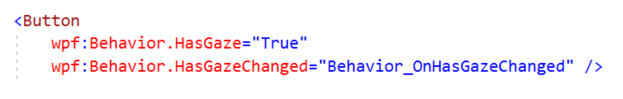 <Button
wpf:Behavior.HasGaze="True"
wpf:Behavior.HasGazeChanged="Behavior_OnHasGazeChanged" />